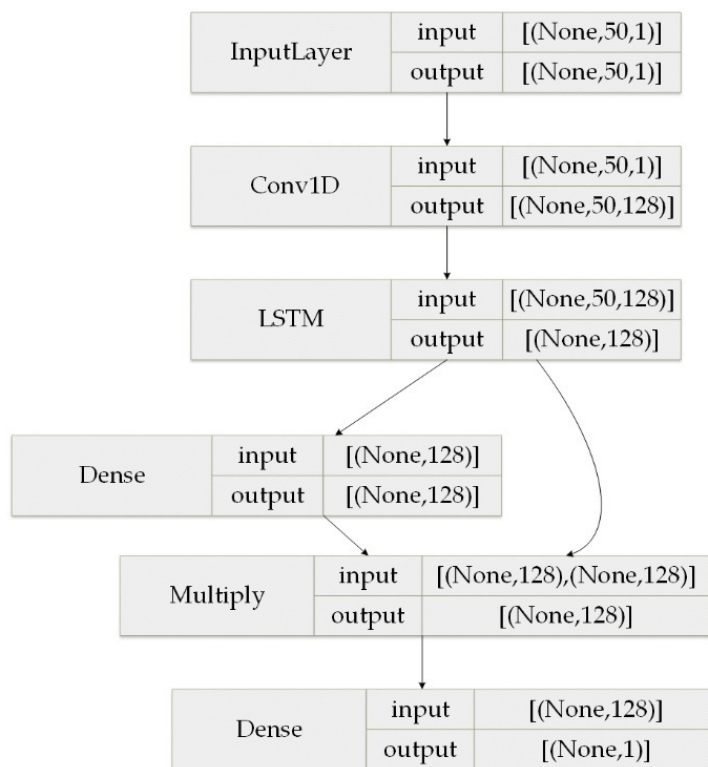 InputLayer
input
[(None,50,1)]
output
[(None,50,1)]
Conv1D
input
[(None,50,1)]
output
[(None,50,128)]
LSTM
input
[(None,50,128)]
output
[(None,128)]
Dense
input
[(None,128)]
output
[(None,128)]
Multiply
input
[(None,128),(None,128)]
output
[(None,128)]
Dense
input
[(None,128)]
output
[(None,1)]